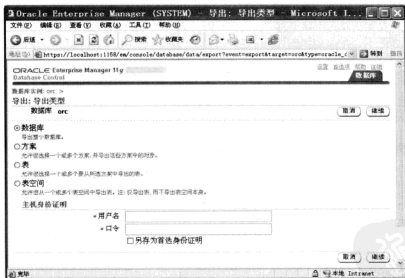 Oracle Enterprise Manager (SYSTEM) - 导出: 导出类型 - Microsoft I...
文件(F) 编辑(E) 查看(V) 收藏(A) 工具(T) 帮助(H)
后退 搜索 收藏夹
地址(D) https://localhost:1158/em/console/database/data/export?event=export&target=orc&type=oracle_ 转到 链接
ORACLE Enterprise Manager 11g
Database Control
设置 首选项 帮助 注销
数据库
数据库实例: orc >
导出: 导出类型
数据库 orc
取消 继续
数据库
导出整个数据库。
方案
允许您选择一个或多个方案, 并导出这些方案中的对象。
表
允许您选择一个或多个要从所选方案中导出的表。
表空间
允许您从一个或多个表空间中导出表。注: 仅导出表, 而不导出表空间本身。
主机身份证明
* 用户名
* 口令
另存为首选身份证明
取消 继续
完毕
本地 Intranet